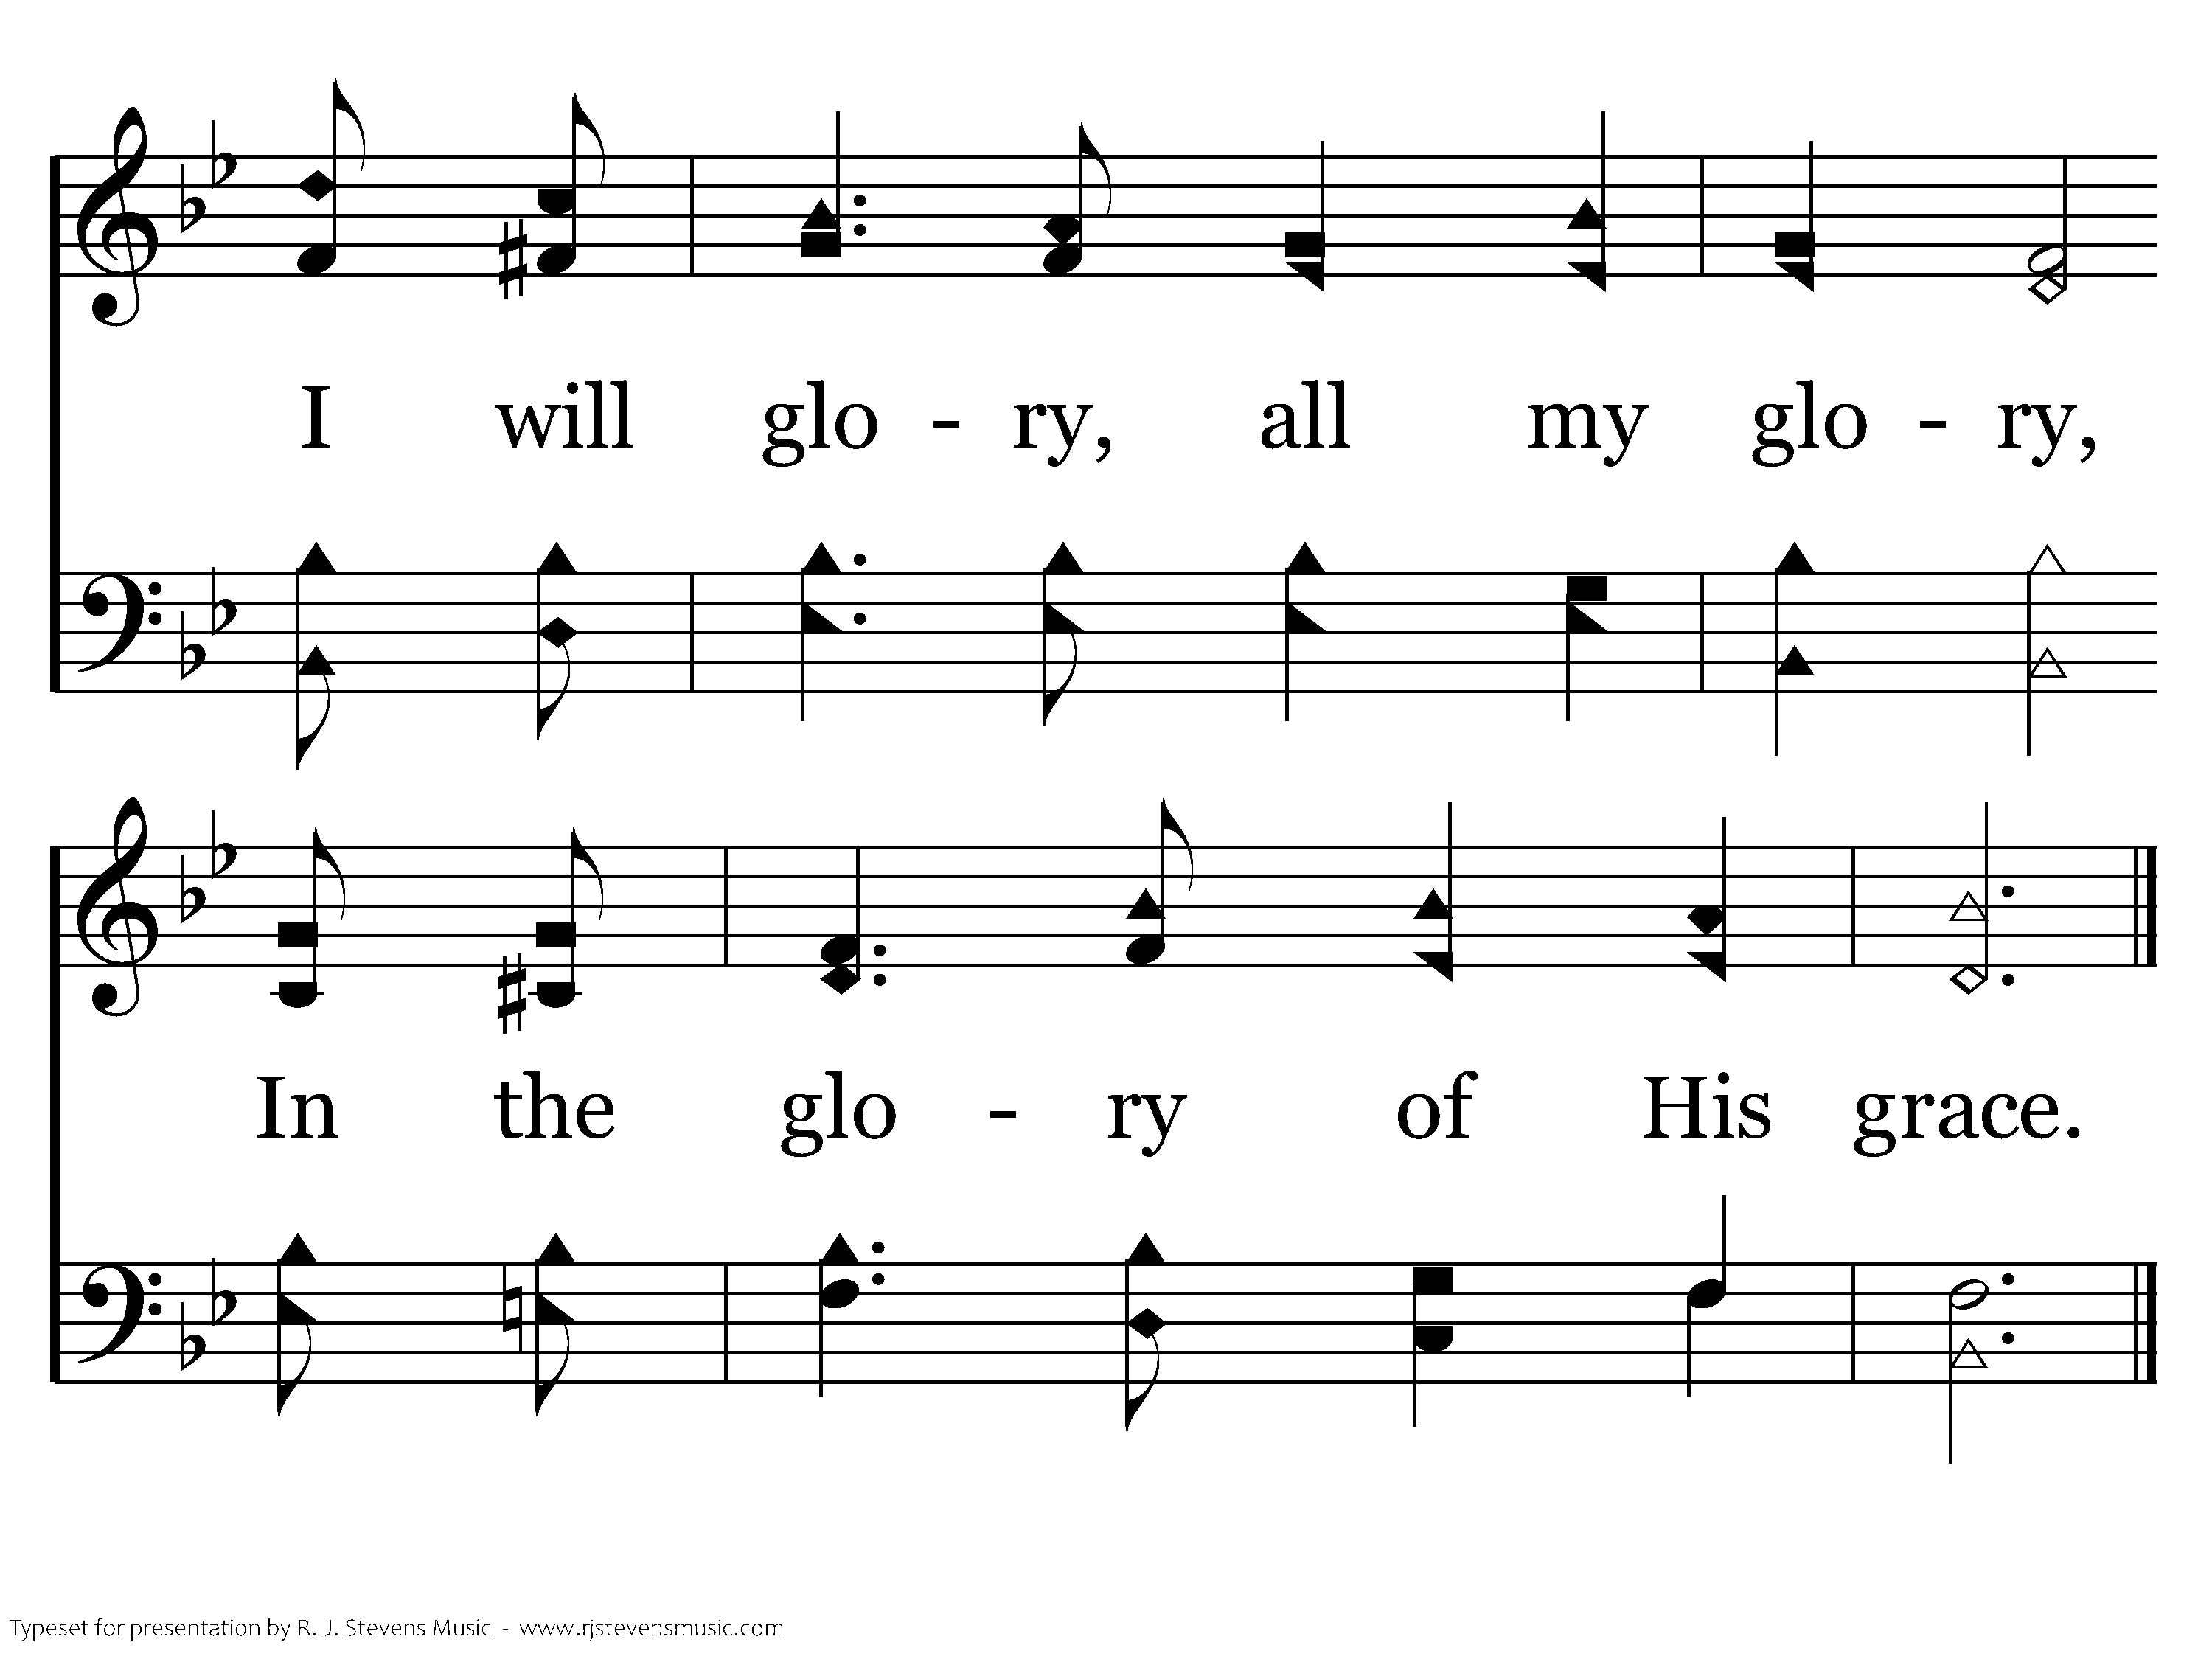 I will glo - ry, all my glo - ry,
In the glo - ry of His grace.
Typeset for presentation by R. J. Stevens Music - www.rjstevensmusic.com